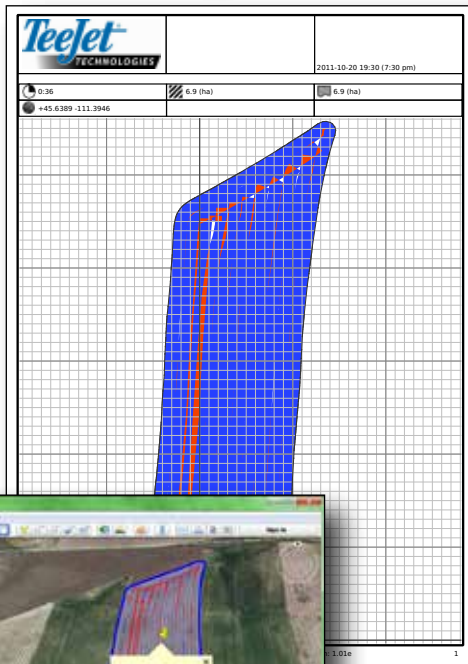 TeeJet
TECHNOLOGIES
2011-10-20 19:30 (7:30 pm)
0:36
6.9 (ha)
6.9 (ha)
+45.6389 -111.3946
1.01e
1